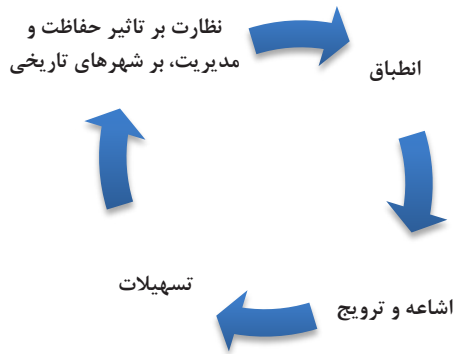 نظارت بر تاثیر حفاظت و
مدیریت، بر شهرهای تاریخی
انطباق
اشاعه و ترویج
تسهیلات